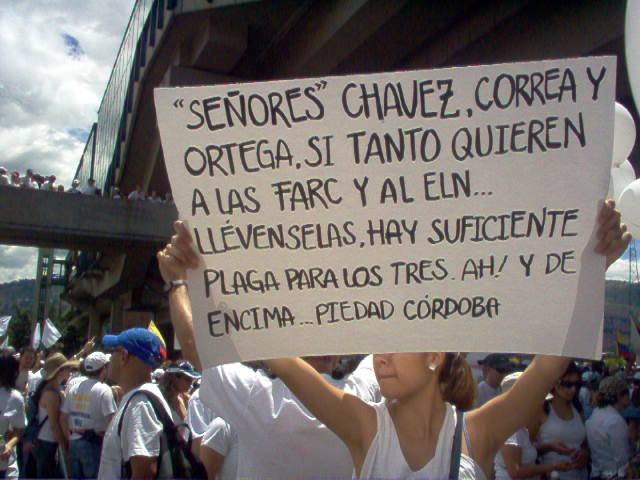 "SEÑORES" CHAVEZ, CORREA Y
ORTEGA, SI TANTO QUIEREN
A LAS FARC Y AL ELN...
LLÉVENSELAS, HAY SUFICIENTE
PLAGA PARA LOS TRES. AH! Y DE
ENCIMA... PIEDAD CÓRDOBA